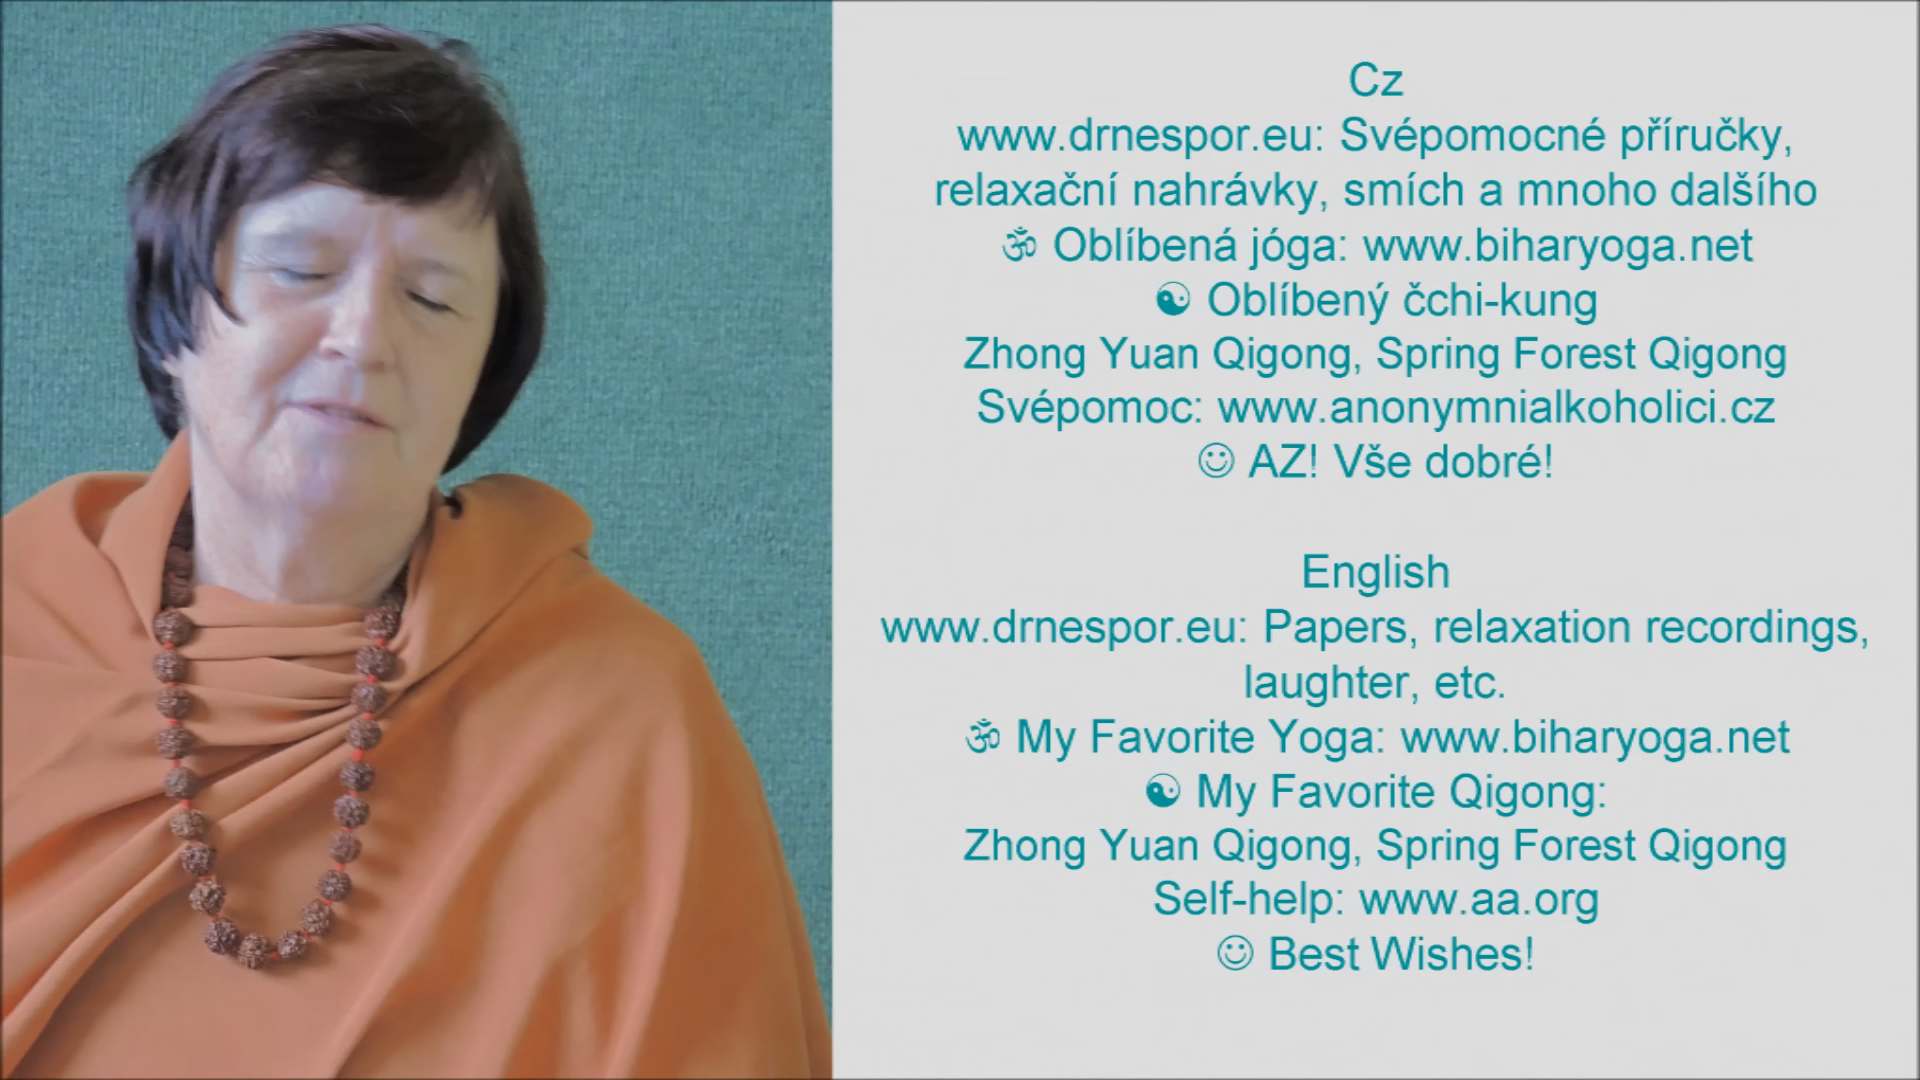 Cz
www.drnespor.eu: Svépomocné příručky,
relaxační nahrávky, smích a mnoho dalšího
🕉 Oblíbená jóga: www.biharyoga.net
☯ Oblíbený čchi-kung
Zhong Yuan Qigong, Spring Forest Qigong
Svépomoc: www.anonymnialkoholici.cz
☺ AZ! Vše dobré!
English
www.drnespor.eu: Papers, relaxation recordings,
laughter, etc.
🕉 My Favorite Yoga: www.biharyoga.net
☯ My Favorite Qigong:
Zhong Yuan Qigong, Spring Forest Qigong
Self-help: www.aa.org
☺ Best Wishes!